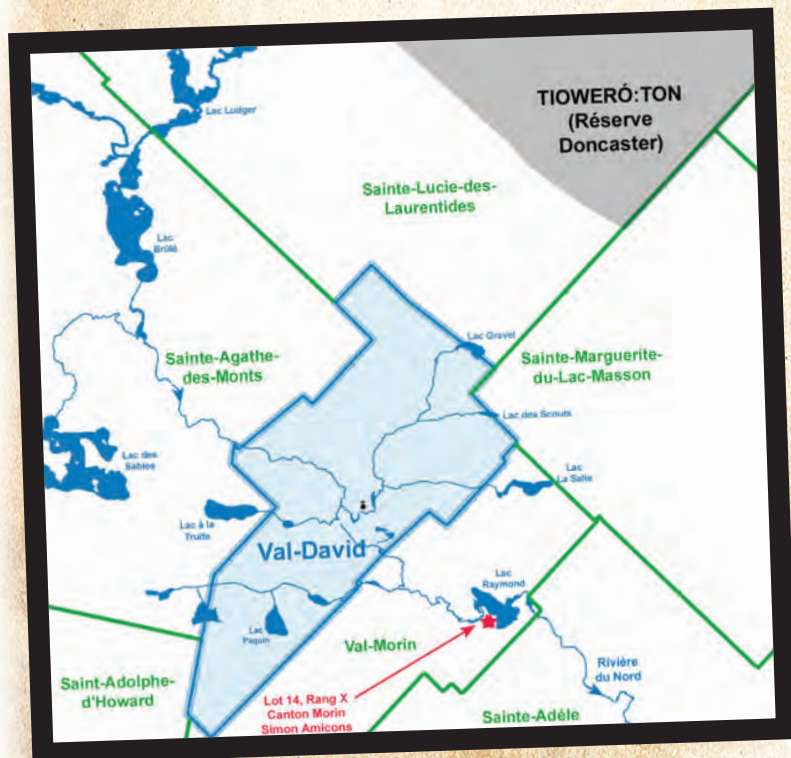 Lac Ludger
TIOWERÓ:TON
(Réserve
Doncaster)
Sainte-Lucie-des-
Laurentides
Lac
Brûlé
Lac Gravel
Sainte-Agathe-
des-Monts
Sainte-Marguerite-
du-Lac-Masson
Lac des Scouts
Lac des
Sables
Lac
La Salle
Lac à la
Truite
Val-David
Lac
Raymond
Lac
Paquin
Val-Morin
Rivière
du Nord
Saint-Adolphe-
d'Howard
Lot 14, Rang X
Canton Morin
Simon Amicons
Sainte-Adèle